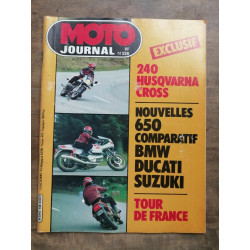 MOTO
JOURNAL
EXCLUSIF
240
HUSQVARNA
CROSS
NOUVELLES
650
COMPARATIF
BMW
DUCATI
SUZUKI
TOUR
DE FRANCE